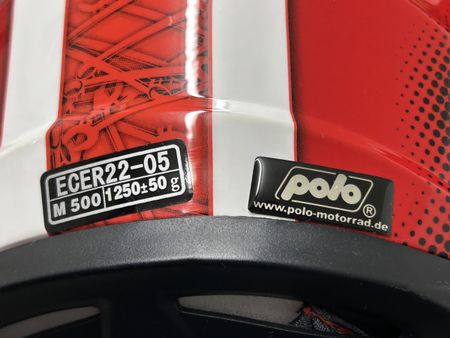 ECER22-05
M 500 1250±50 g
polo ®
www.polo-motorrad.de